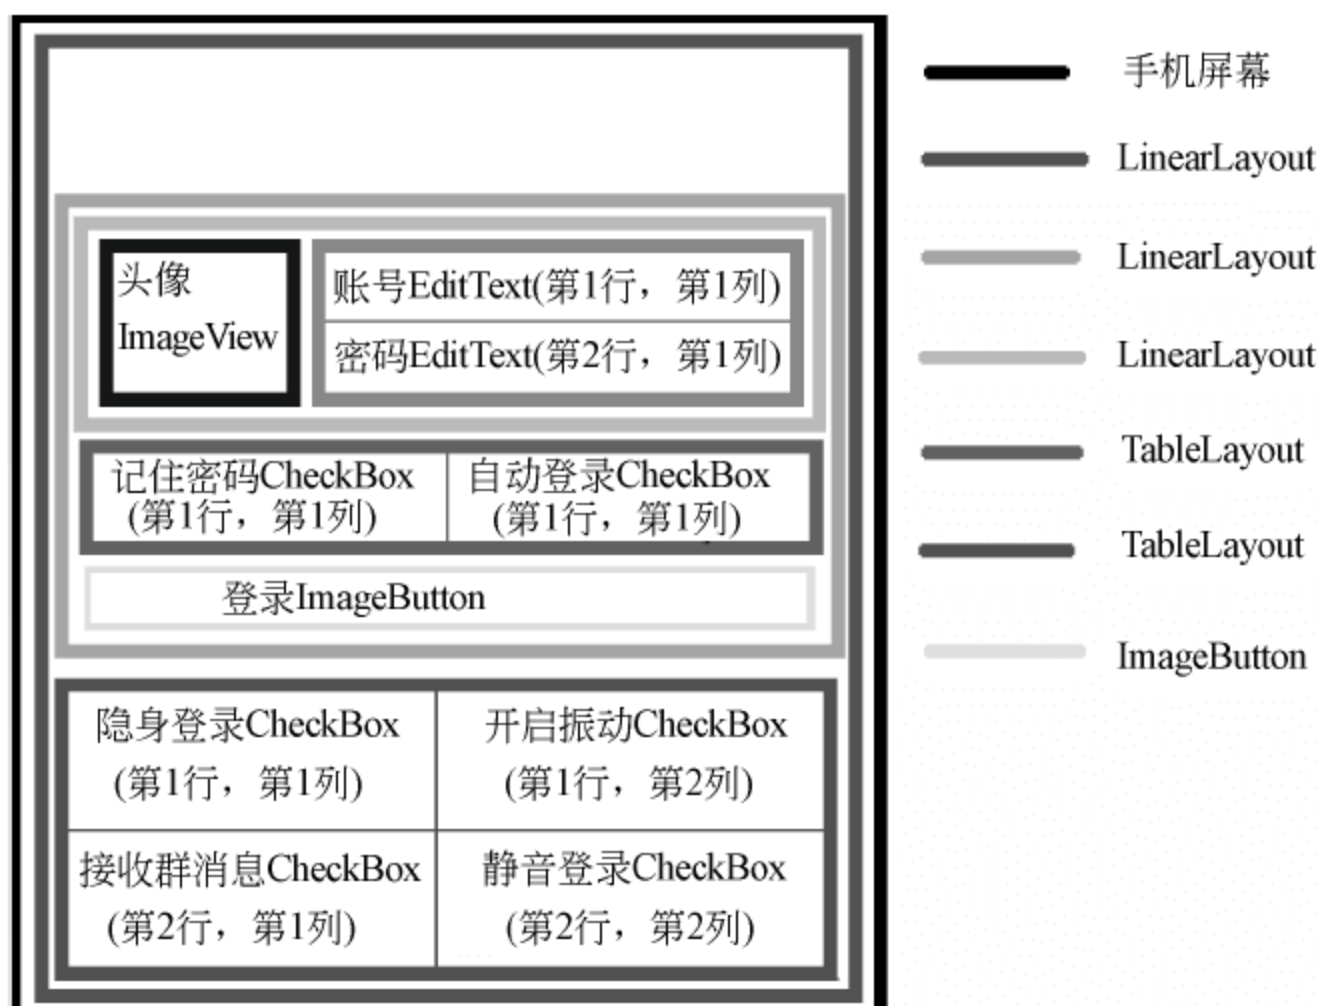 头像
ImageView
账号EditText(第1行，第1列)
密码EditText(第2行，第1列)
记住密码CheckBox
(第1行，第1列)
自动登录CheckBox
(第1行，第1列)
登录ImageButton
隐身登录CheckBox
(第1行，第1列)
开启振动CheckBox
(第1行，第2列)
接收群消息CheckBox
(第2行，第1列)
静音登录CheckBox
(第2行，第2列)
手机屏幕
LinearLayout
LinearLayout
LinearLayout
TableLayout
TableLayout
ImageButton